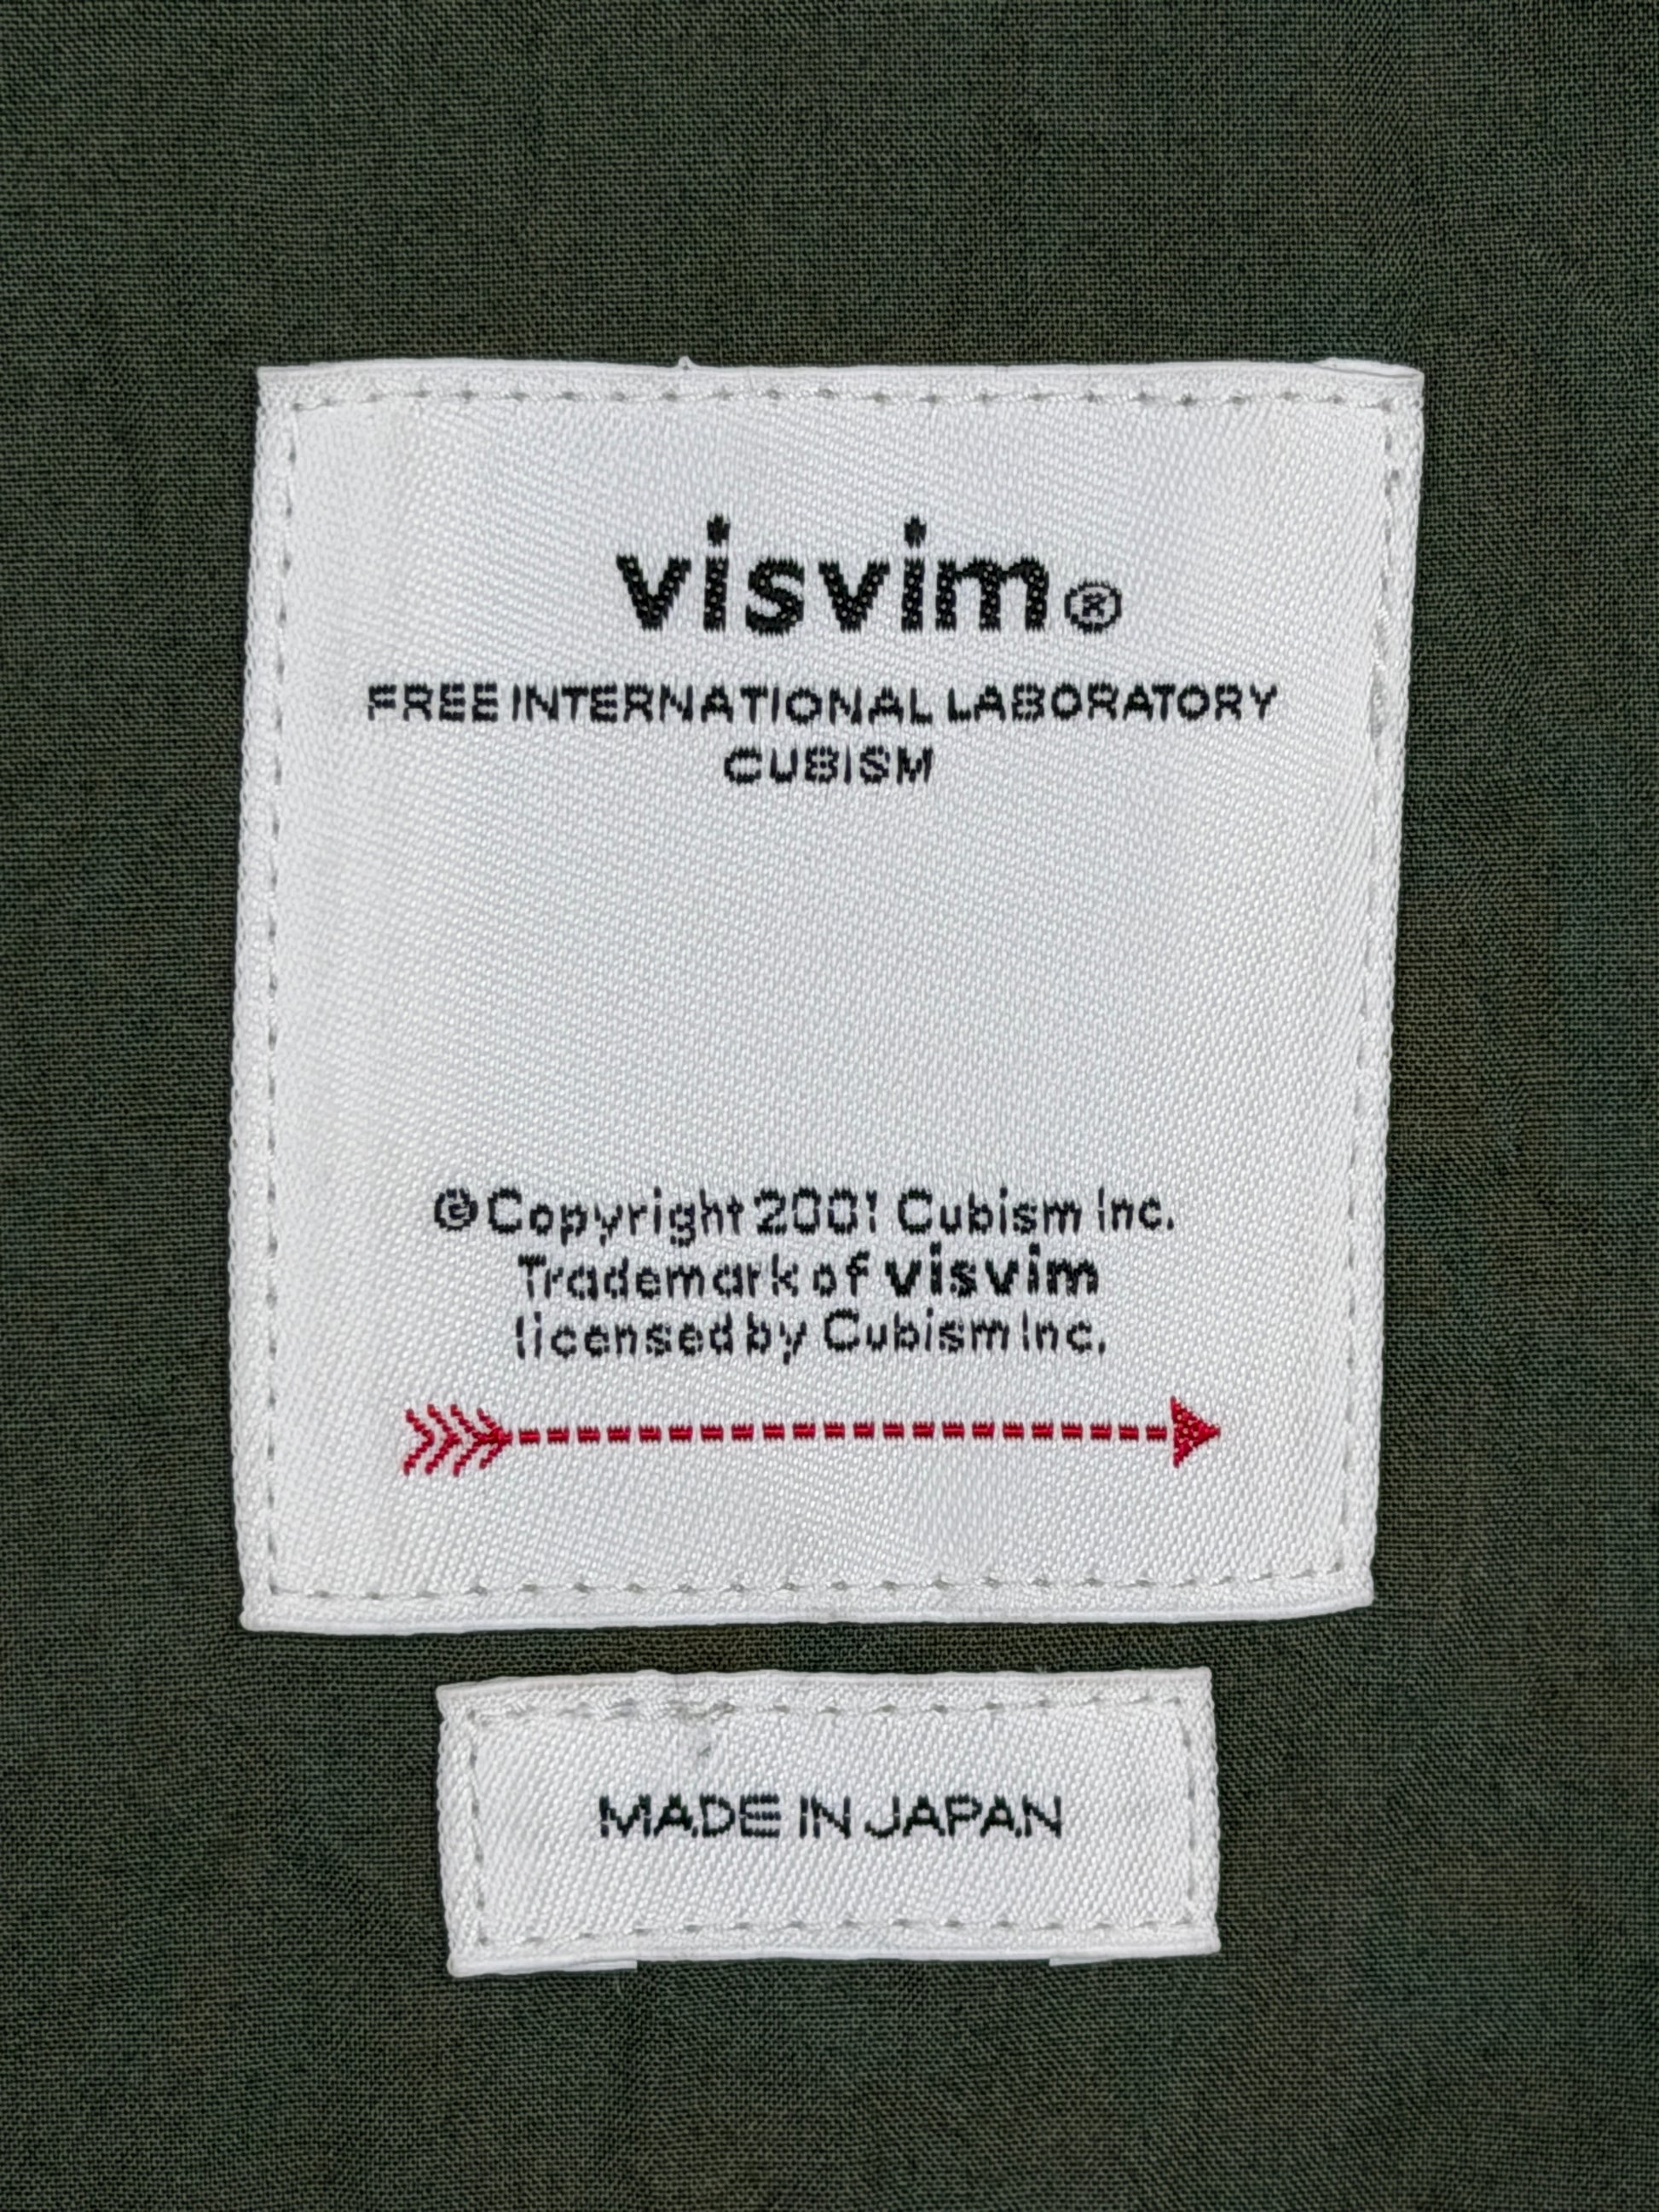 visvim®
FREE INTERNATIONAL LABORATORY
CUBISM
©Copyright 2001 Cubism Inc.
Trademark of visvim
licensed by Cubism Inc.
MADE IN JAPAN